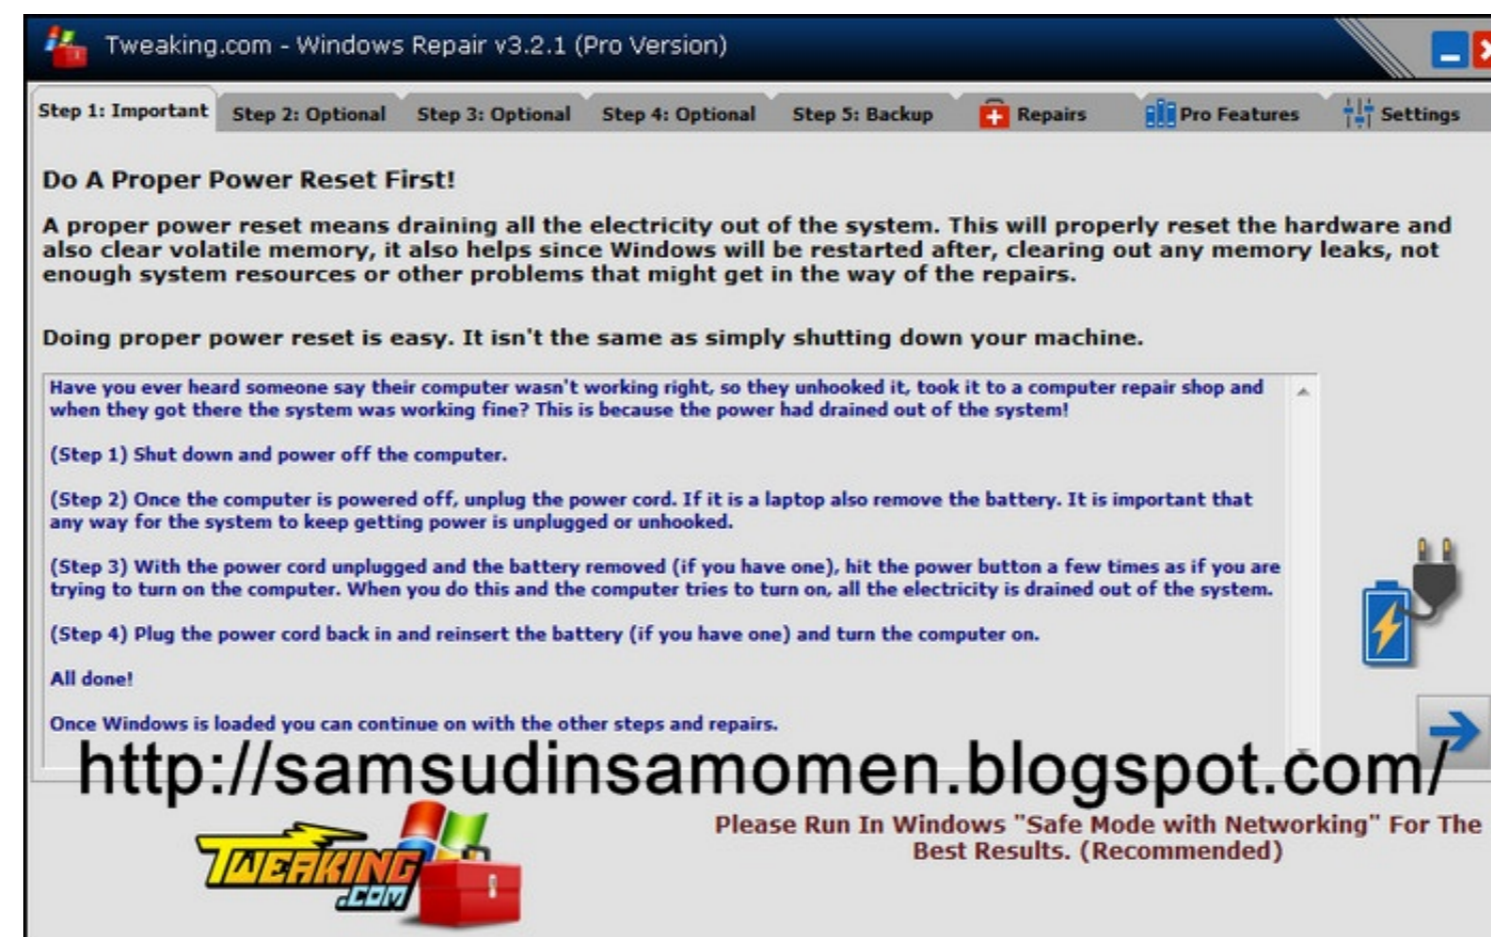 Tweaking.com - Windows Repair v3.2.1 (Pro Version)
Step 1: Important
Step 2: Optional
Step 3: Optional
Step 4: Optional
Step 5: Backup
Repairs
Pro Features
Settings
Do A Proper Power Reset First!
A proper power reset means draining all the electricity out of the system. This will properly reset the hardware and
also clear volatile memory, it also helps since Windows will be restarted after, clearing out any memory leaks, not
enough system resources or other problems that might get in the way of the repairs.
Doing proper power reset is easy. It isn't the same as simply shutting down your machine.
Have you ever heard someone say their computer wasn't working right, so they unhooked it, took it to a computer repair shop and
when they got there the system was working fine? This is because the power had drained out of the system!
(Step 1) Shut down and power off the computer.
(Step 2) Once the computer is powered off, unplug the power cord. If it is a laptop also remove the battery. It is important that
any way for the system to keep getting power is unplugged or unhooked.
(Step 3) With the power cord unplugged and the battery removed (if you have one), hit the power button a few times as if you are
trying to turn on the computer. When you do this and the computer tries to turn on, all the electricity is drained out of the system.
(Step 4) Plug the power cord back in and reinsert the battery (if you have one) and turn the computer on.
All done!
Once Windows is loaded you can continue on with the other steps and repairs.
http://samsudinsamomen.blogspot.com/
TWEAKING
.COM
Please Run In Windows "Safe Mode with Networking" For The
Best Results. (Recommended)